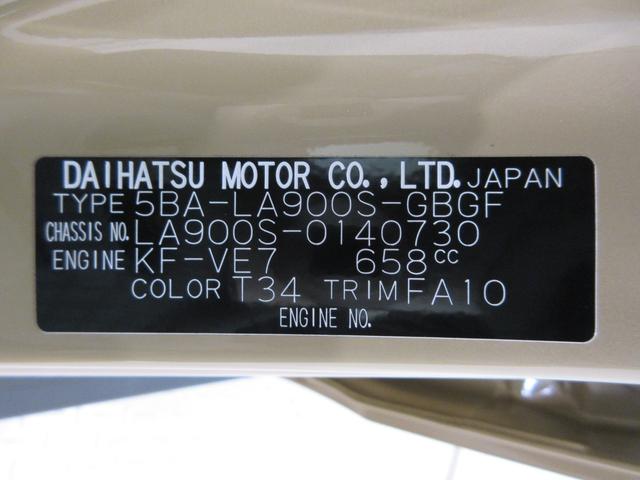 DAIHATSU MOTOR CO., LTD. JAPAN
TYPE 5BA-LA900S-GBGF
CHASSIS NO. LA900S-0140730
ENGINE KF-VE7 658cc
COLOR T34 TRIM FA10
ENGINE NO.